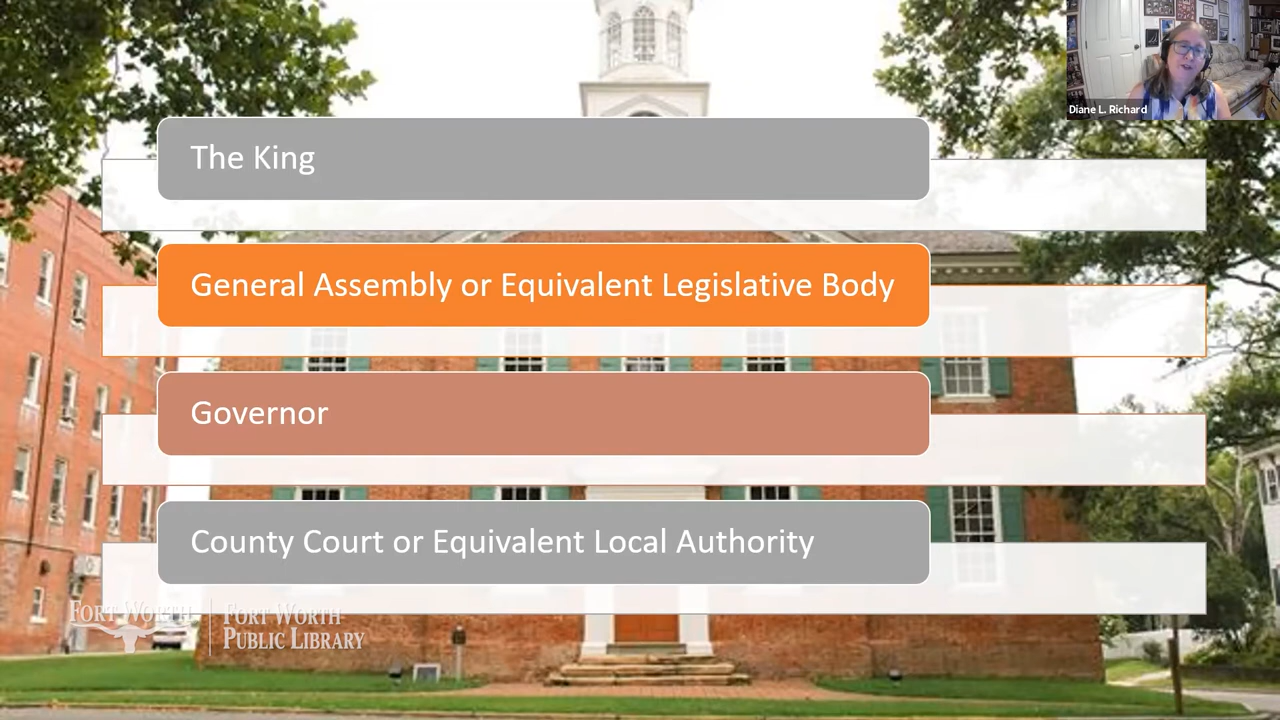 Diane L. Richard
The King
General Assembly or Equivalent Legislative Body
Governor
County Court or Equivalent Local Authority
FORT WORTH
FORT WORTH
PUBLIC LIBRARY